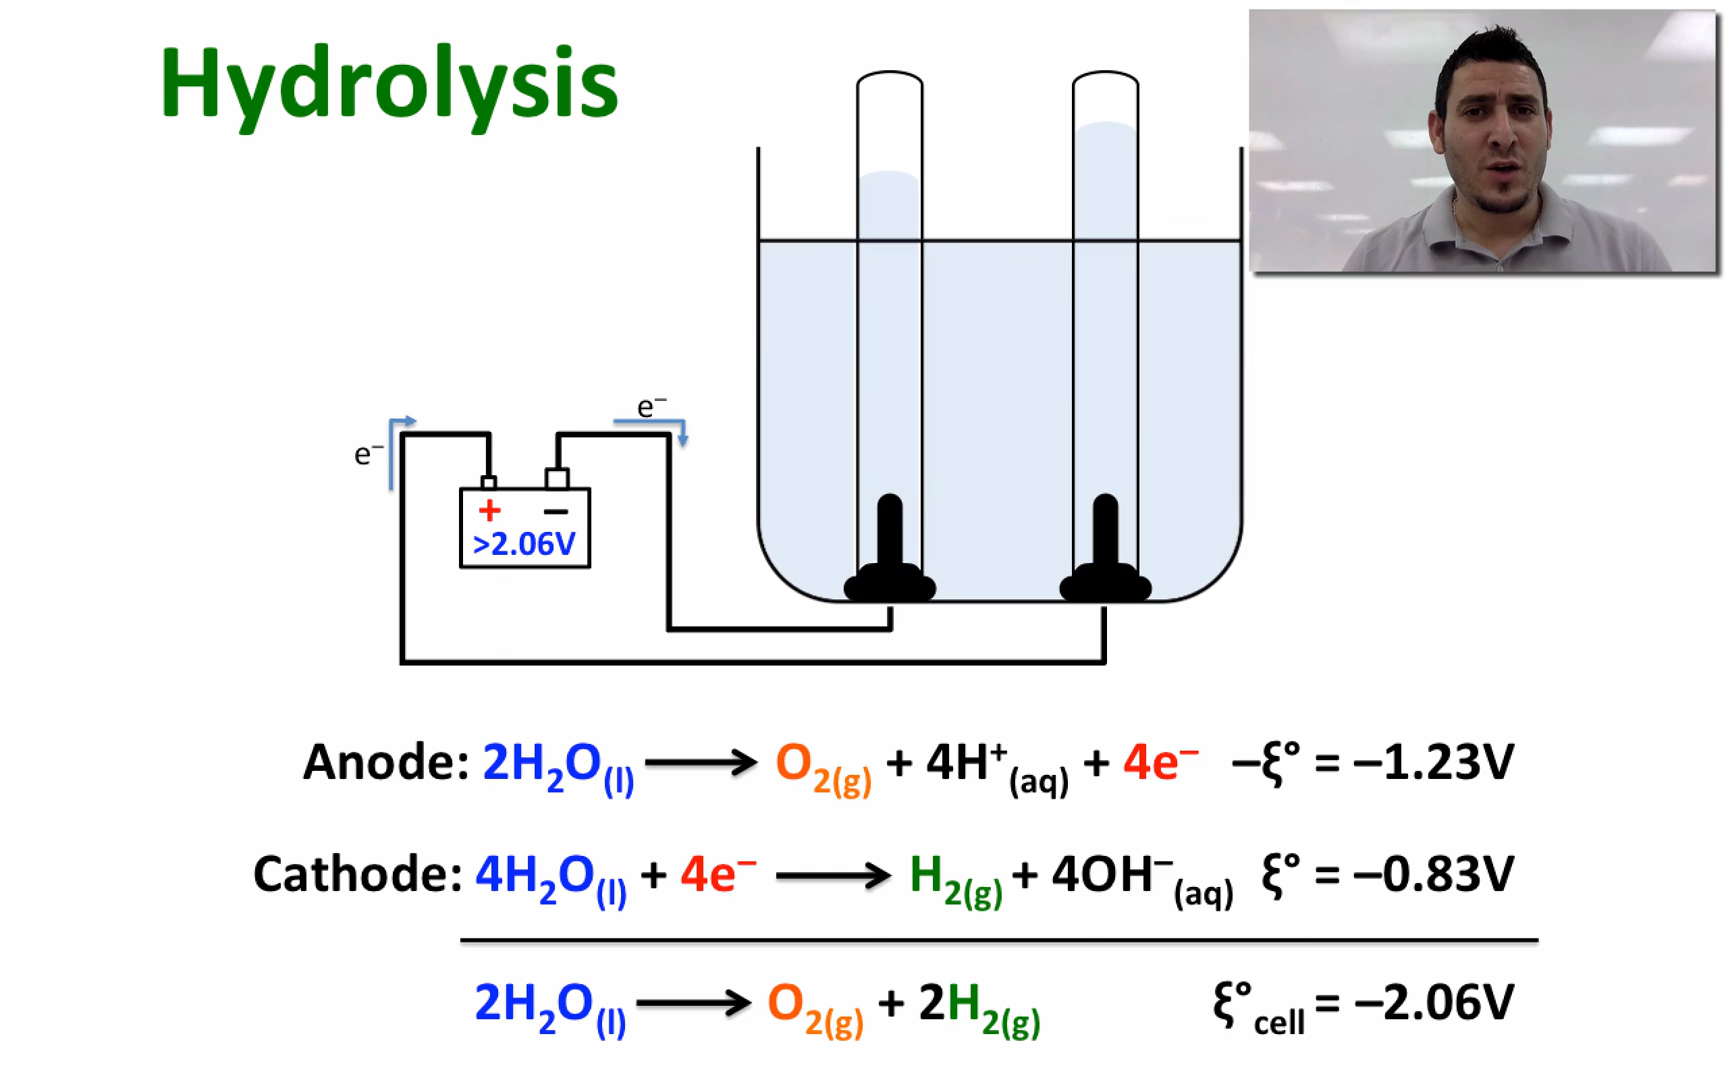 Hydrolysis
e⁻
e⁻
+ –
>2.06V
Anode: 2H₂O₍ₗ₎ ⟶ O₂₍g₎ + 4H⁺₍aq₎ + 4e⁻ –ξ° = –1.23V
Cathode: 4H₂O₍ₗ₎ + 4e⁻ ⟶ H₂₍g₎ + 4OH⁻₍aq₎ ξ° = –0.83V
2H₂O₍ₗ₎ ⟶ O₂₍g₎ + 2H₂₍g₎ ξ°cell = –2.06V